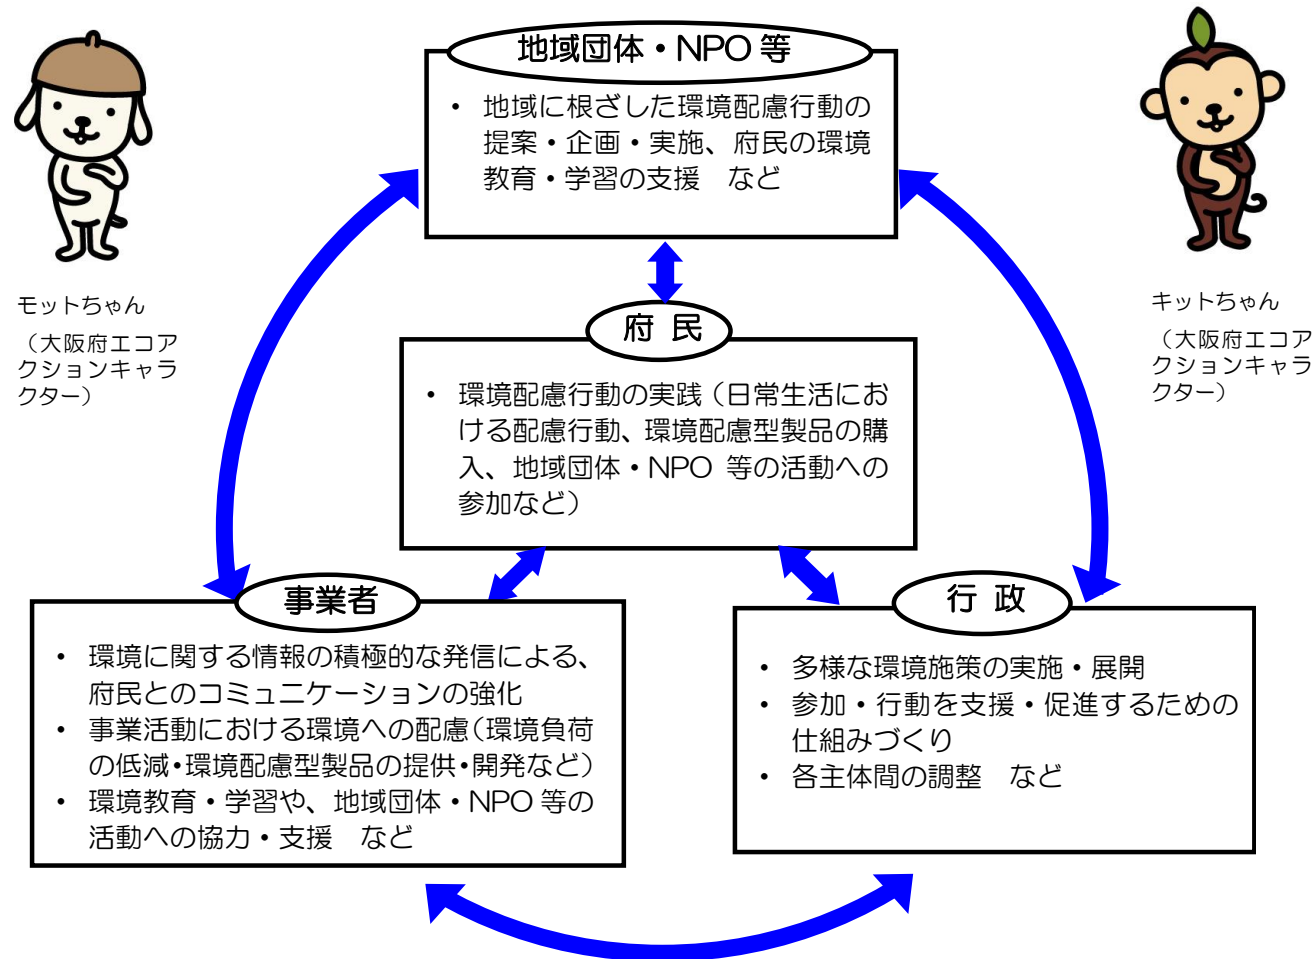 地域団体・NPO 等
・ 地域に根ざした環境配慮行動の
提案・企画・実施、府民の環境
教育・学習の支援　など
モットちゃん
（大阪府エコア
クションキャラ
クター）
キットちゃん
（大阪府エコア
クションキャラ
クター）
府 民
・ 環境配慮行動の実践（日常生活にお
ける配慮行動、環境配慮型製品の購
入、地域団体・NPO 等の活動への
参加など）
事業者
・ 環境に関する情報の積極的な発信による、
府民とのコミュニケーションの強化
・ 事業活動における環境への配慮（環境負荷
の低減・環境配慮型製品の提供・開発など）
・ 環境教育・学習や、地域団体・NPO 等の
活動への協力・支援　など
行 政
・ 多様な環境施策の実施・展開
・ 参加・行動を支援・促進するための
仕組みづくり
・ 各主体間の調整　など